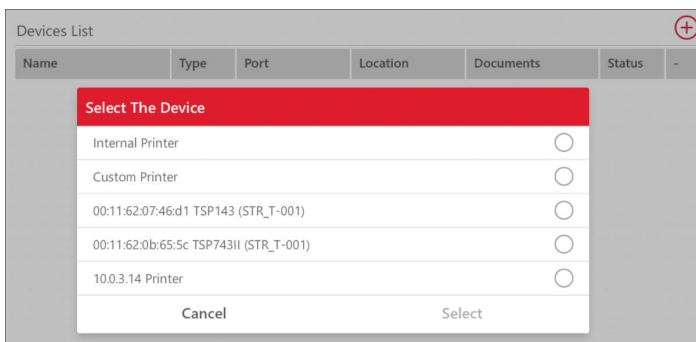 Devices List
Name Type Port Location Documents Status -
Select The Device
Internal Printer
Custom Printer
00:11:62:07:46:d1 TSP143 (STR_T-001)
00:11:62:0b:65:5c TSP743II (STR_T-001)
10.0.3.14 Printer
Cancel Select